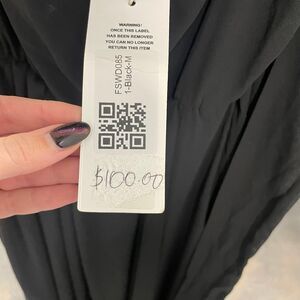 WARNING!
ONCE THIS LABEL
HAS BEEN REMOVED
YOU CAN NO LONGER
RETURN THIS ITEM
FSWD085
1-Black-M
$100.00